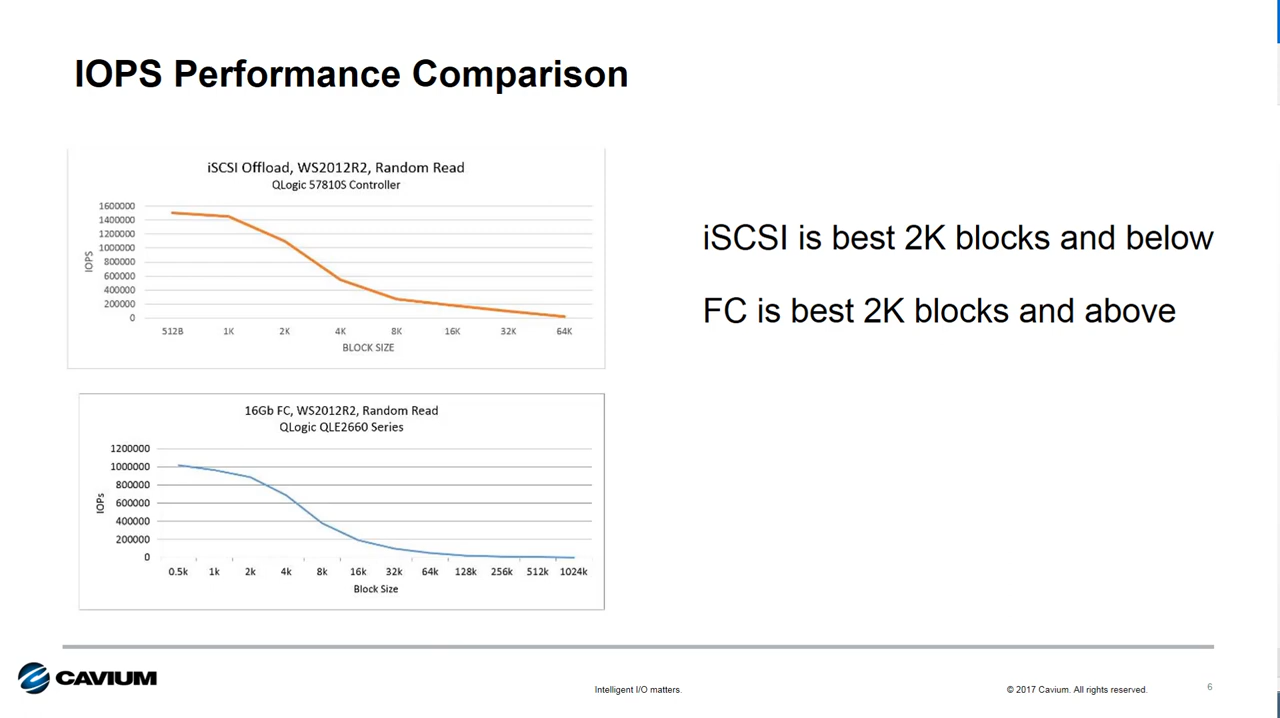 IOPS Performance Comparison
iSCSI Offload, WS2012R2, Random Read
QLogic 57810S Controller
1600000
1400000
1200000
1000000
800000
600000
400000
200000
0
IOPS
512B 1K 2K 4K 8K 16K 32K 64K
BLOCK SIZE
iSCSI is best 2K blocks and below
FC is best 2K blocks and above
16Gb FC, WS2012R2, Random Read
QLogic QLE2660 Series
1200000
1000000
800000
600000
400000
200000
0
IOPs
0.5k 1k 2k 4k 8k 16k 32k 64k 128k 256k 512k 1024k
Block Size
CAVIUM
Intelligent I/O matters.
© 2017 Cavium. All rights reserved.
6